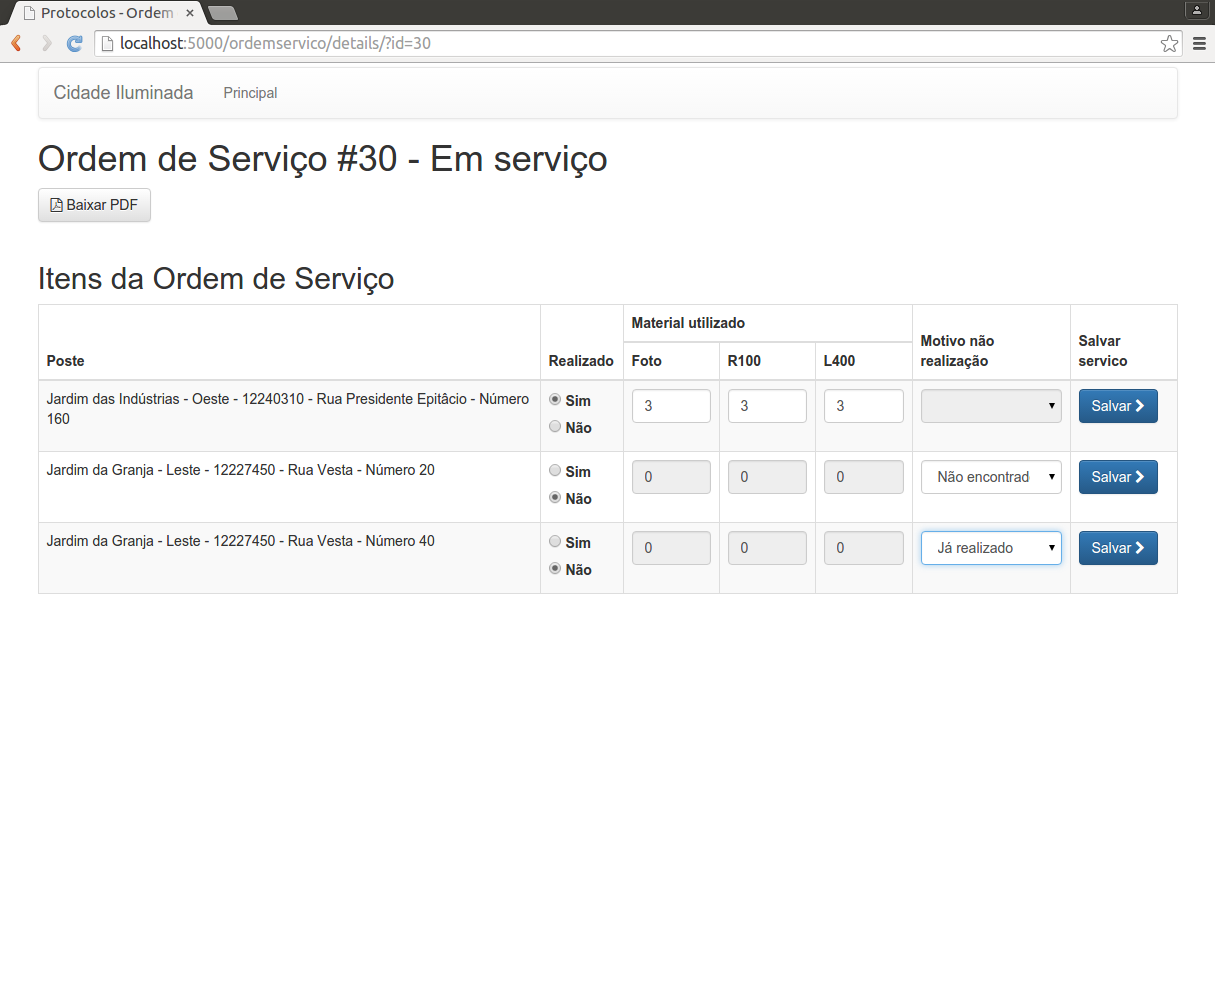 Protocolos - Ordem
localhost:5000/ordemservico/details/?id=30
Cidade Iluminada Principal
Ordem de Serviço #30 - Em serviço
Baixar PDF
Itens da Ordem de Serviço
Poste Realizado Material utilizado Motivo não realização Salvar servico
Foto R100 L400
Jardim das Indústrias - Oeste - 12240310 - Rua Presidente Epitâcio - Número
160
Sim
Não
3 3 3 Salvar
Jardim da Granja - Leste - 12227450 - Rua Vesta - Número 20
Sim
Não
0 0 0 Não encontrad Salvar
Jardim da Granja - Leste - 12227450 - Rua Vesta - Número 40
Sim
Não
0 0 0 Já realizado Salvar